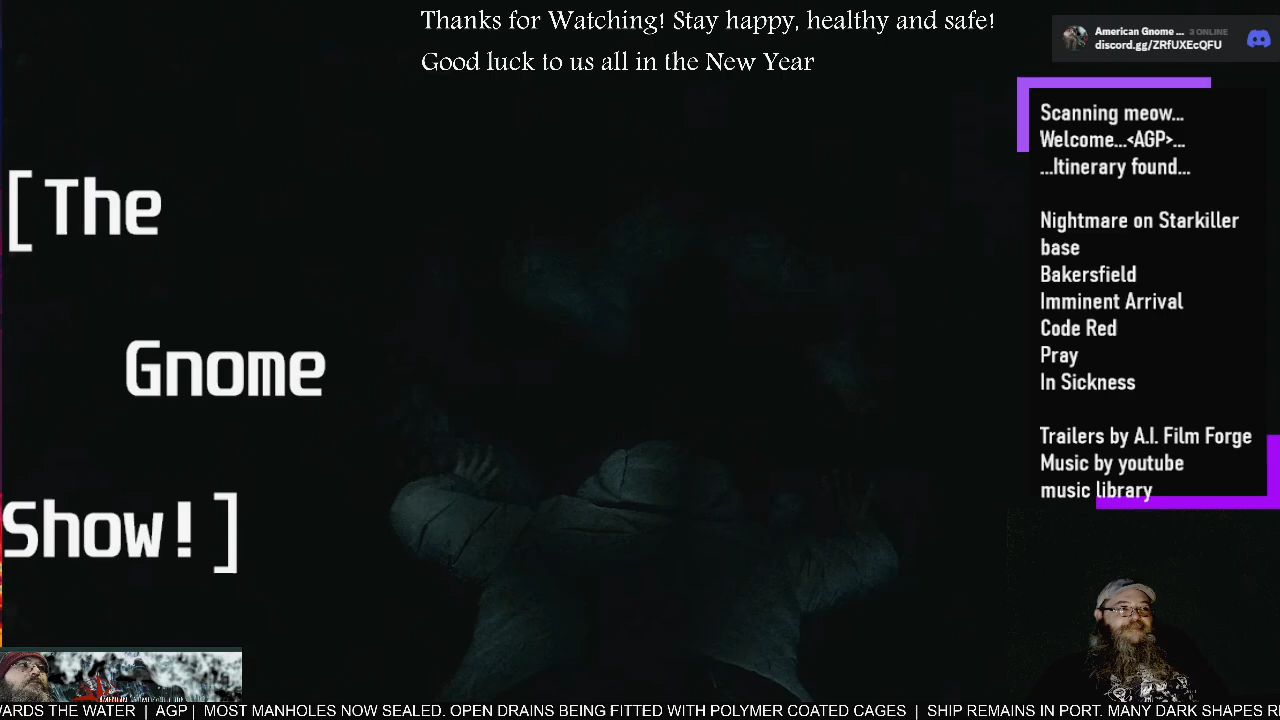 Thanks for Watching! Stay happy, healthy and safe!
Good luck to us all in the New Year
American Gnome ... 3 ONLINE
discord.gg/ZRfUXEcQFU
[The
Gnome
Show!]
Scanning meow...
Welcome...<AGP>...
...Itinerary found...
Nightmare on Starkiller
base
Bakersfield
Imminent Arrival
Code Red
Pray
In Sickness
Trailers by A.I. Film Forge
Music by youtube
music library
WARDS THE WATER | AGP | MOST MANHOLES NOW SEALED. OPEN DRAINS BEING FITTED WITH POLYMER COATED CAGES | SHIP REMAINS IN PORT. MANY DARK SHAPES R